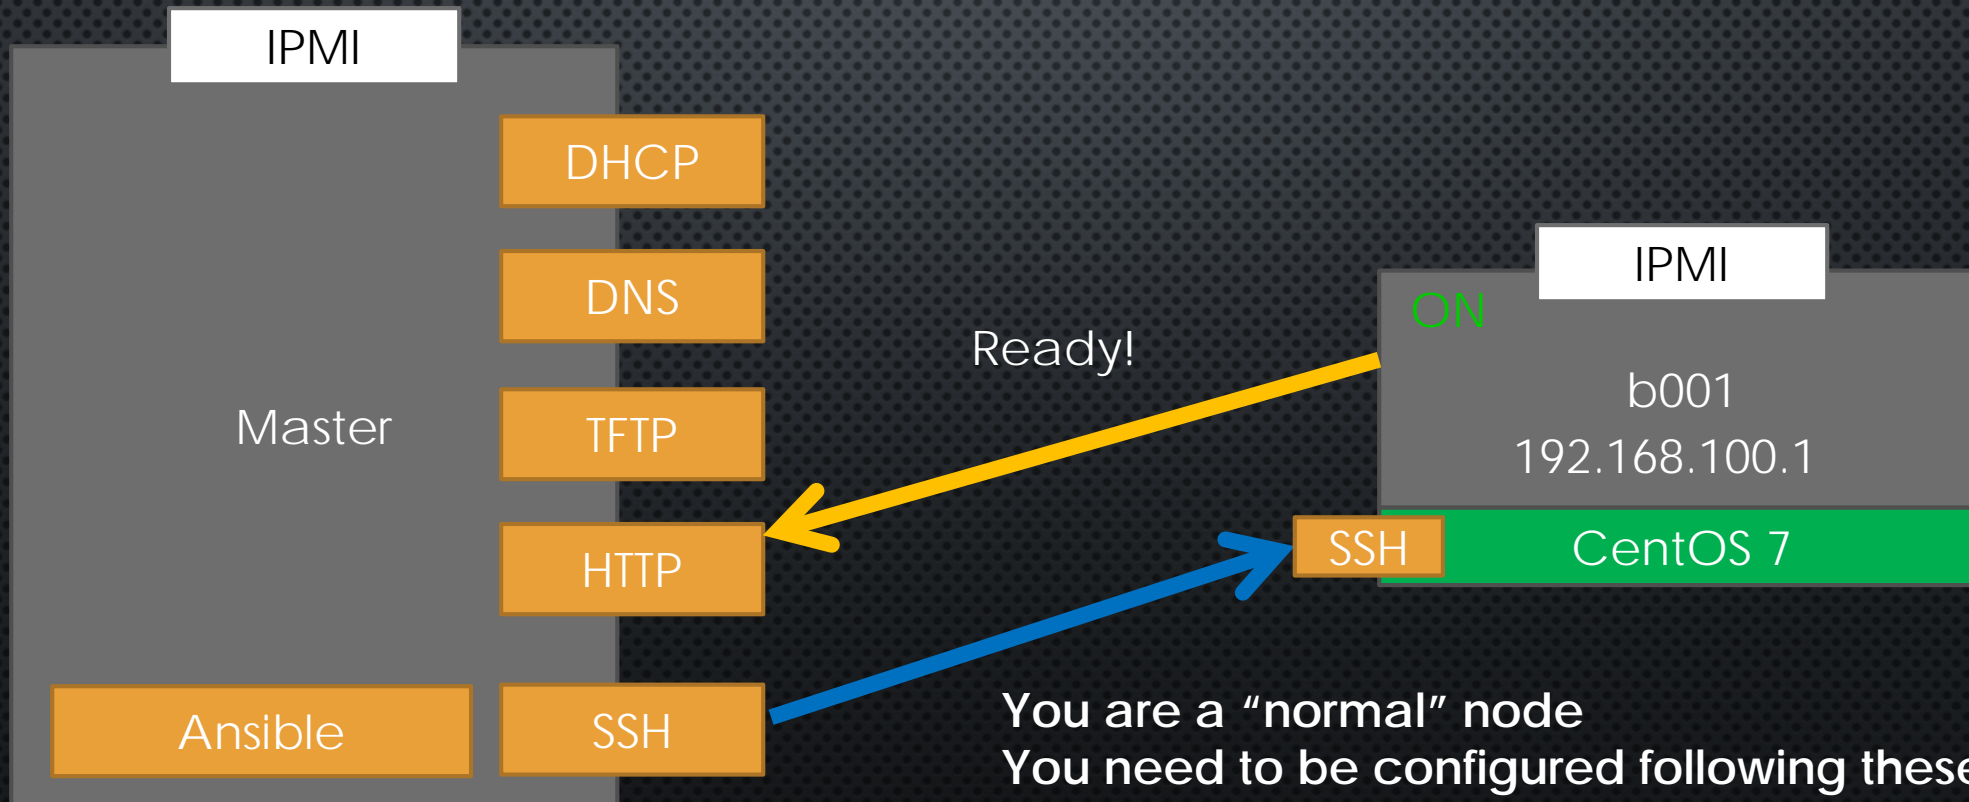 IPMI
DHCP
DNS
TFTP
HTTP
Master
Ansible
SSH
Ready!
IPMI
ON
b001
192.168.100.1
SSH
CentOS 7
You are a “normal” node
You need to be configured following these